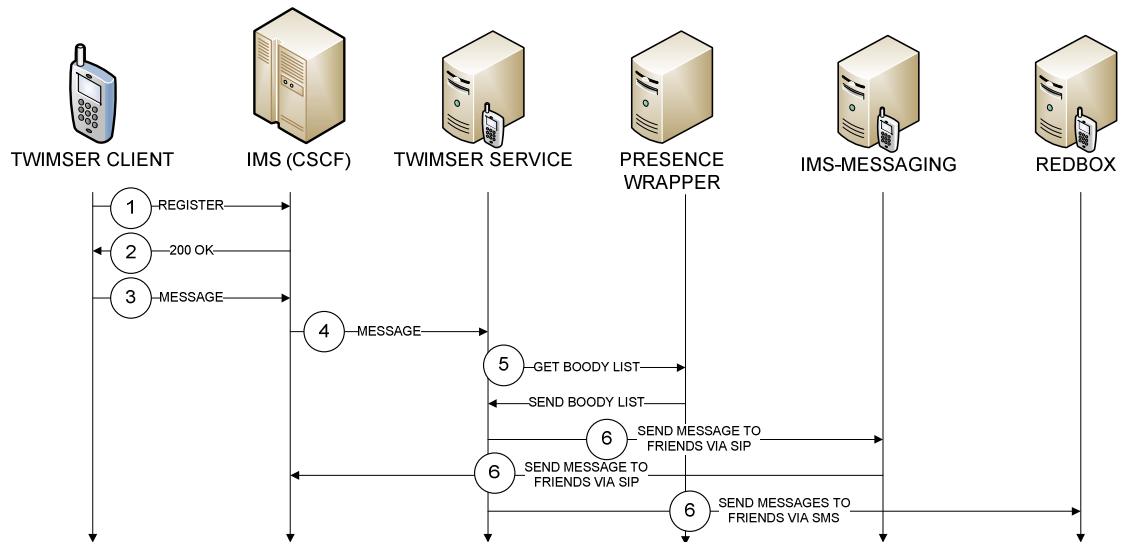 TWIMSER CLIENT
IMS (CSCF)
TWIMSER SERVICE
PRESENCE
WRAPPER
IMS-MESSAGING
REDBOX
1
REGISTER
2
200 OK
3
MESSAGE
4
MESSAGE
5
GET BOODY LIST
SEND BOODY LIST
6
SEND MESSAGE TO
FRIENDS VIA SIP
6
SEND MESSAGE TO
FRIENDS VIA SIP
6
SEND MESSAGES TO
FRIENDS VIA SMS